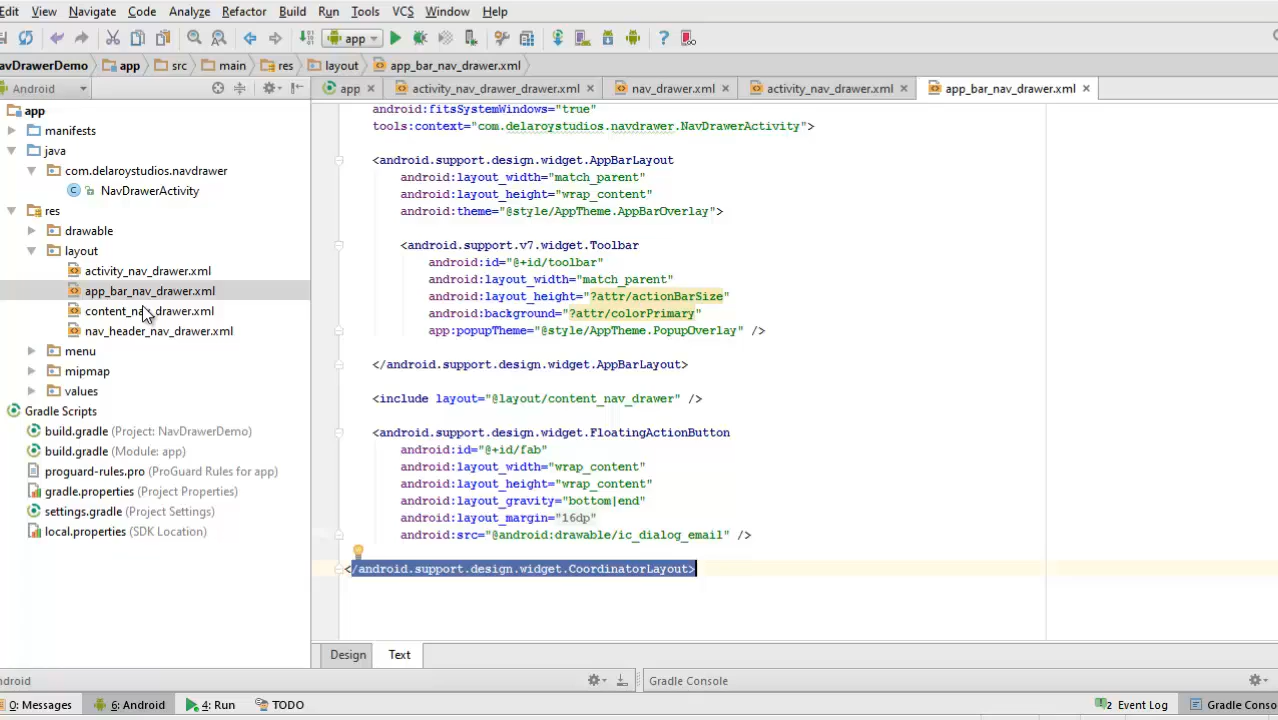 Edit View Navigate Code Analyze Refactor Build Run Tools VCS Window Help
app
NavDrawerDemo app src main res layout app_bar_nav_drawer.xml
Android app activity_nav_drawer_drawer.xml nav_drawer.xml activity_nav_drawer.xml app_bar_nav_drawer.xml
app
manifests
java
com.delaroystudios.navdrawer
NavDrawerActivity
res
drawable
layout
activity_nav_drawer.xml
app_bar_nav_drawer.xml
content_nav_drawer.xml
nav_header_nav_drawer.xml
menu
mipmap
values
Gradle Scripts
build.gradle (Project: NavDrawerDemo)
build.gradle (Module: app)
proguard-rules.pro (ProGuard Rules for app)
gradle.properties (Project Properties)
settings.gradle (Project Settings)
local.properties (SDK Location)
android:fitsSystemWindows="true"
tools:context="com.delaroystudios.navdrawer.NavDrawerActivity">
<android.support.design.widget.AppBarLayout
android:layout_width="match_parent"
android:layout_height="wrap_content"
android:theme="@style/AppTheme.AppBarOverlay">
<android.support.v7.widget.Toolbar
android:id="@+id/toolbar"
android:layout_width="match_parent"
android:layout_height="?attr/actionBarSize"
android:background="?attr/colorPrimary"
app:popupTheme="@style/AppTheme.PopupOverlay" />
</android.support.design.widget.AppBarLayout>
<include layout="@layout/content_nav_drawer" />
<android.support.design.widget.FloatingActionButton
android:id="@+id/fab"
android:layout_width="wrap_content"
android:layout_height="wrap_content"
android:layout_gravity="bottom|end"
android:layout_margin="16dp"
android:src="@android:drawable/ic_dialog_email" />
</android.support.design.widget.CoordinatorLayout>
Design Text
ndroid Gradle Console
0: Messages 6: Android 4: Run TODO 2 Event Log Gradle Conso